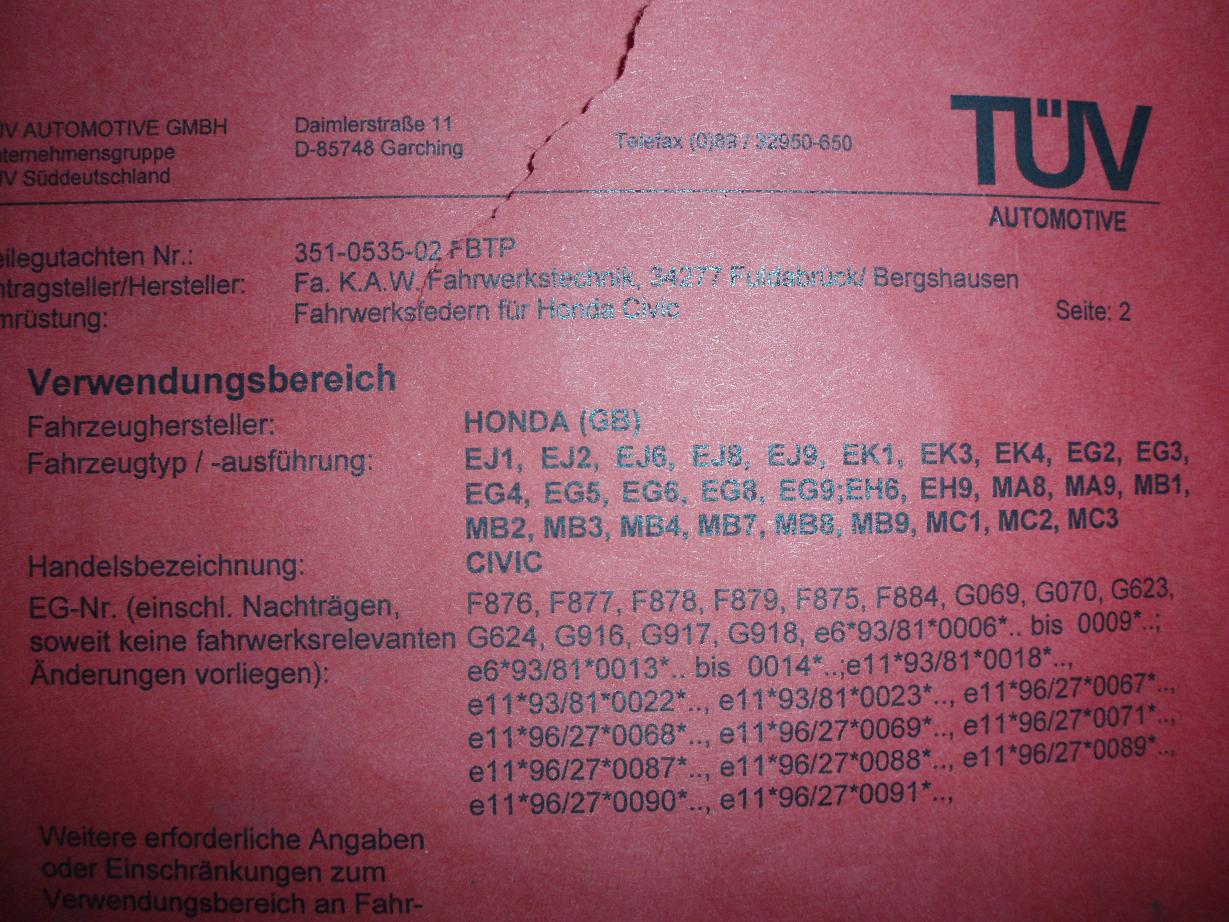 ÜV AUTOMOTIVE GMBH Daimlerstraße 11 Telefax (0)89 / 32950-650 TÜV
nternehmensgruppe D-85748 Garching
ÜV Süddeutschland
AUTOMOTIVE
eilegutachten Nr.: 351-0535-02 FBTP
ntragsteller/Hersteller: Fa. K.A.W. Fahrwerkstechnik, 34277 Fuldabrück/ Bergshausen
mrüstung: Fahrwerksfedern für Honda Civic Seite: 2
Verwendungsbereich
Fahrzeughersteller: HONDA (GB)
Fahrzeugtyp / -ausführung: EJ1, EJ2, EJ6, EJ8, EJ9, EK1, EK3, EK4, EG2, EG3,
EG4, EG5, EG6, EG8, EG9;EH6, EH9, MA8, MA9, MB1,
MB2, MB3, MB4, MB7, MB8, MB9, MC1, MC2, MC3
Handelsbezeichnung: CIVIC
EG-Nr. (einschl. Nachträgen, F876, F877, F878, F879, F875, F884, G069, G070, G623,
soweit keine fahrwerksrelevanten G624, G916, G917, G918, e6*93/81*0006*.. bis 0009*..;
Änderungen vorliegen): e6*93/81*0013*.. bis 0014*..;e11*93/81*0018*..,
e11*93/81*0022*.., e11*93/81*0023*.., e11*96/27*0067*..,
e11*96/27*0068*.., e11*96/27*0069*.., e11*96/27*0071*..,
e11*96/27*0087*.., e11*96/27*0088*.., e11*96/27*0089*..,
e11*96/27*0090*.., e11*96/27*0091*..,
Weitere erforderliche Angaben
oder Einschränkungen zum
Verwendungsbereich an Fahr-